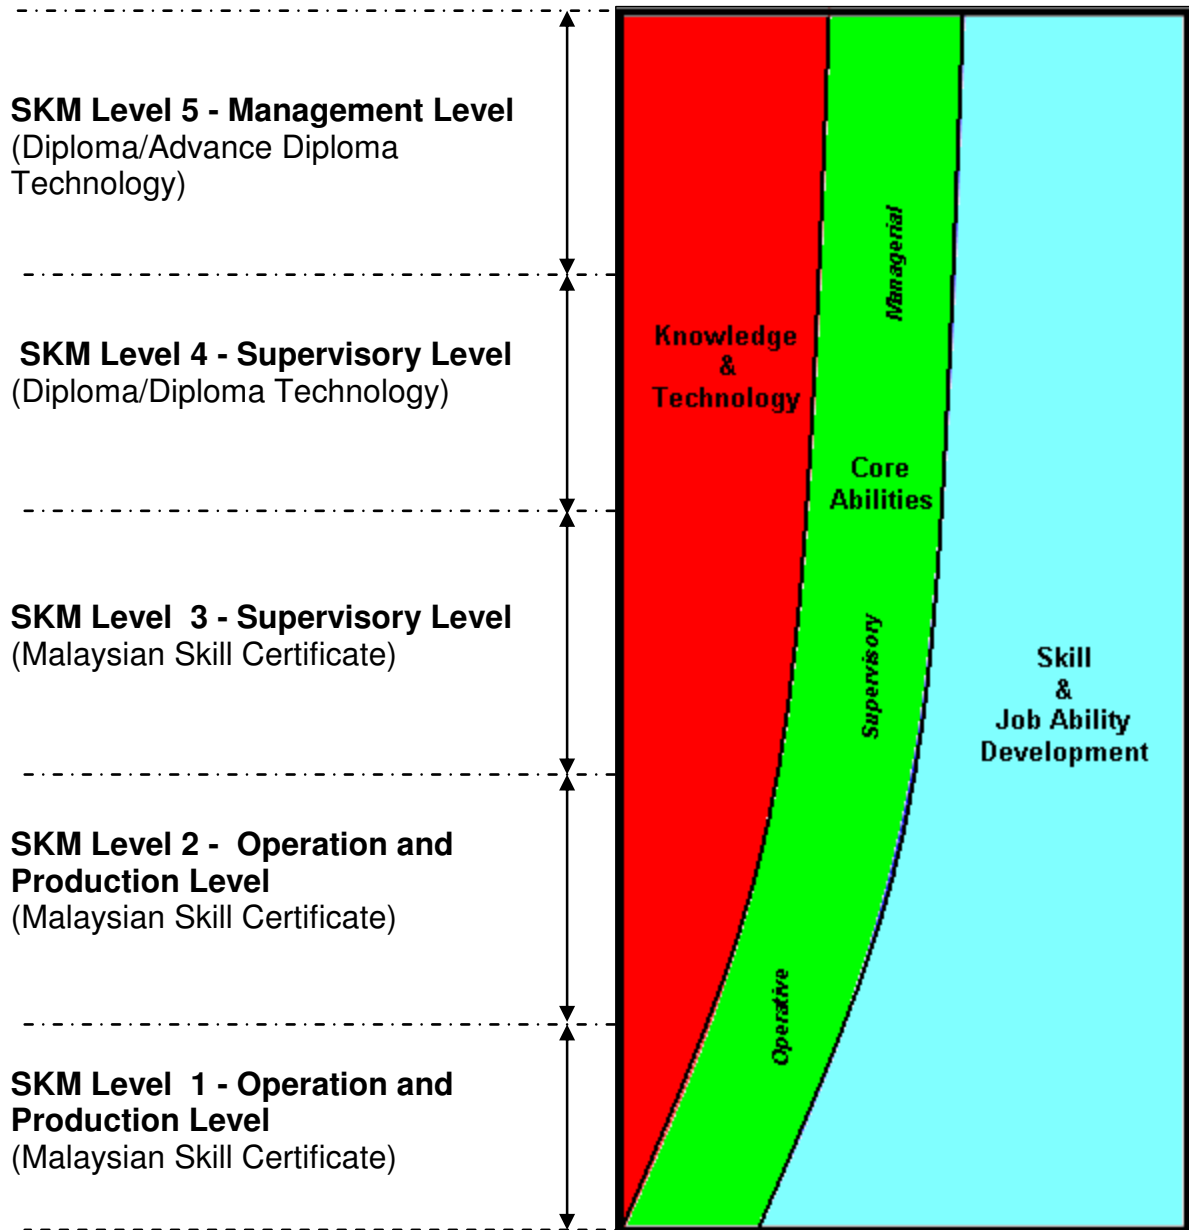 SKM Level 5 - Management Level
(Diploma/Advance Diploma
Technology)
SKM Level 4 - Supervisory Level
(Diploma/Diploma Technology)
SKM Level  3 - Supervisory Level
(Malaysian Skill Certificate)
SKM Level 2 -  Operation and
Production Level
(Malaysian Skill Certificate)
SKM Level  1 - Operation and
Production Level
(Malaysian Skill Certificate)
Knowledge
&
Technology
Managerial
Core
Abilities
Supervisory
Operative
Skill
&
Job Ability
Development